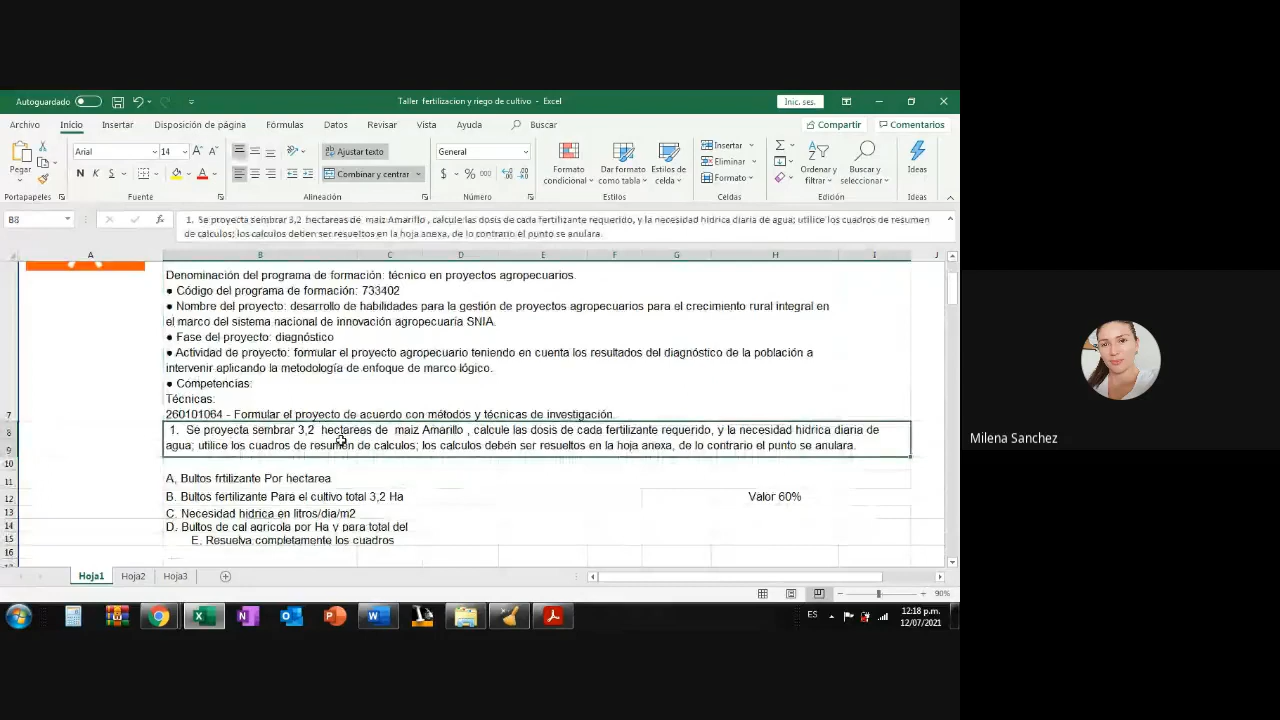 Autoguardado
Taller fertilizacion y riego de cultivo - Excel
Inic. ses.
Archivo Inicio Insertar Disposición de página Fórmulas Datos Revisar Vista Ayuda Buscar Compartir Comentarios
Pegar
Arial 14
N K S
Ajustar texto
Combinar y centrar
General
$ % 000
Formato condicional
Dar formato como tabla
Estilos de celda
Insertar
Eliminar
Formato
Ordenar y filtrar
Buscar y seleccionar
Ideas
Portapapeles Fuente Alineación Número Estilos Celdas Edición Ideas
B8
1. Se proyecta sembrar 3,2 hectareas de maiz Amarillo , calcule las dosis de cada fertilizante requerido, y la necesidad hidrica diaria de agua; utilice los cuadros de resumen
de calculos; los calculos deben ser resueltos en la hoja anexa, de lo contrario el punto se anulara.
A B C D E F G H I J
Denominación del programa de formación: técnico en proyectos agropecuarios.
● Código del programa de formación: 733402
● Nombre del proyecto: desarrollo de habilidades para la gestión de proyectos agropecuarios para el crecimiento rural integral en
el marco del sistema nacional de innovación agropecuaria SNIA.
● Fase del proyecto: diagnóstico
● Actividad de proyecto: formular el proyecto agropecuario teniendo en cuenta los resultados del diagnóstico de la población a
intervenir aplicando la metodología de enfoque de marco lógico.
● Competencias:
Técnicas:
7 260101064 - Formular el proyecto de acuerdo con métodos y técnicas de investigación.
8 1. Se proyecta sembrar 3,2 hectareas de maiz Amarillo , calcule las dosis de cada fertilizante requerido, y la necesidad hidrica diaria de
9 agua; utilice los cuadros de resumen de calculos; los calculos deben ser resueltos en la hoja anexa, de lo contrario el punto se anulara.
10
11 A, Bultos frtilizante Por hectarea
12 B. Bultos fertilizante Para el cultivo total 3,2 Ha Valor 60%
13 C. Necesidad hidrica en litros/dia/m2
14 D. Bultos de cal agricola por Ha y para total del
15 E. Resuelva completamente los cuadros
16
Hoja1 Hoja2 Hoja3
90%
ES
12:18 p.m.
12/07/2021
Milena Sanchez